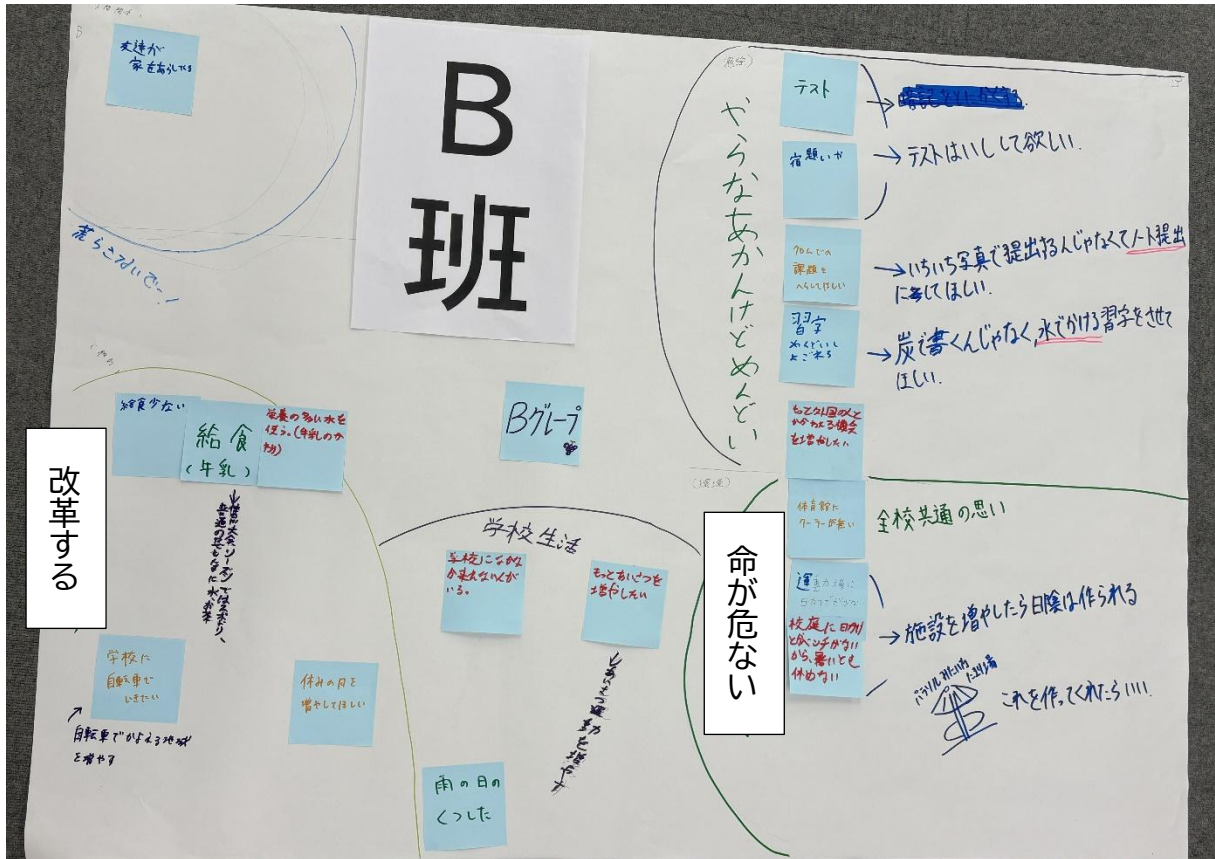 友達が
家をあらしてくる
荒らさないでー!
B
班
やらなあかんけどめんどい
テスト
宿題いや
→テストはいしして欲しい.
課題を
へらしてほしい
→いちいち写真で提出するんじゃなくてノート提出
にしてほしい.
習字
めんどいし
よごれる
→炭で書くんじゃなく,水でかける習字をさせて
ほしい.
もっと外国の人と
かかわる機会
を増やしたい
Bグループ
改革する
給食少ない
給食
(牛乳)
栄養の多い水を
使う。(牛乳のか
わり)
学校に
自転車で
いきたい
自転車でかよえる地域
を増やす
休みの日を
増やしてほしい
学校生活
学校になかな
か来れない人が
いる。
もっとあいさつを
増やしたい
↓あいさつ運動を増やす
雨の日の
くつした
命が危ない
(環境)
体育館に
クーラーが無い
全校共通の思い
校庭に日かげ
とベンチがない
から、暑いとき
休めない
→施設を増やしたら日陰は作られる
パラソルみたいな
これを作ってくれたら!!!!